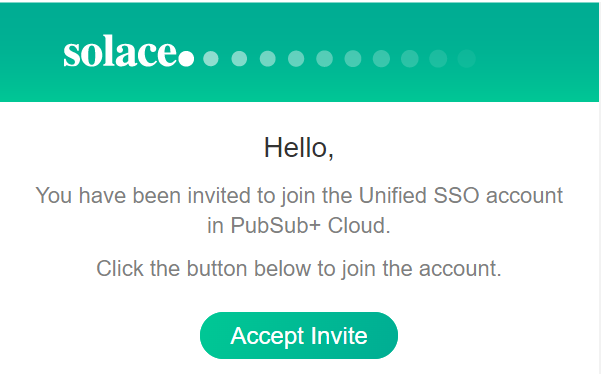 solace.
Hello,
You have been invited to join the Unified SSO account
in PubSub+ Cloud.
Click the button below to join the account.
Accept Invite